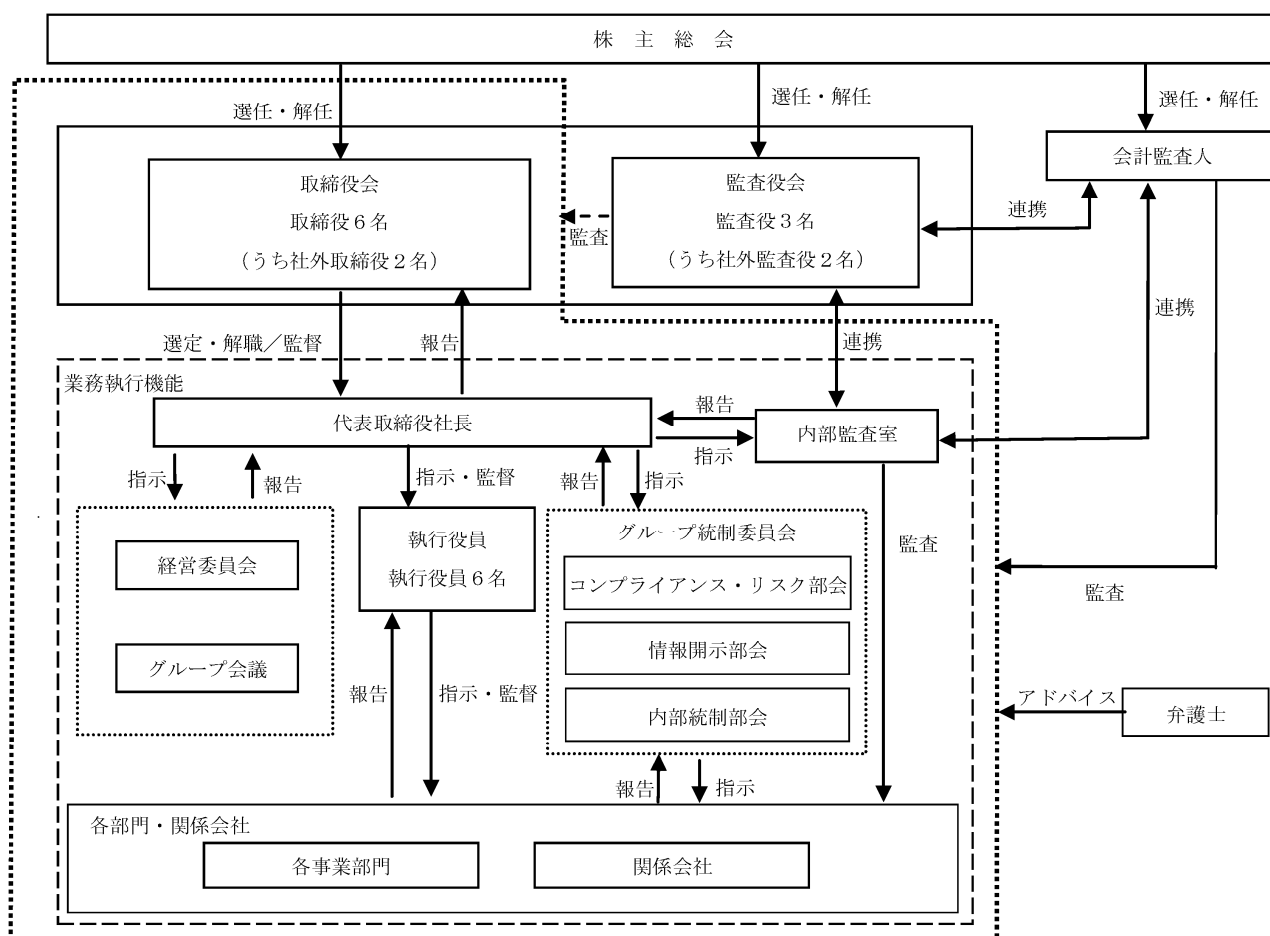 株　主　総　会
選任・解任
選任・解任
選任・解任
会計監査人
取締役会
取締役６名
（うち社外取締役２名）
監査役会
監査役３名
（うち社外監査役２名）
監査
連携
連携
選定・解職／監督
報告
連携
業務執行機能
代表取締役社長
報告
指示
内部監査室
指示
報告
指示・監督
報告
指示
経営委員会
グループ会議
執行役員
執行役員６名
グループ統制委員会
コンプライアンス・リスク部会
情報開示部会
内部統制部会
監査
監査
報告
指示・監督
アドバイス
弁護士
報告
指示
各部門・関係会社
各事業部門
関係会社